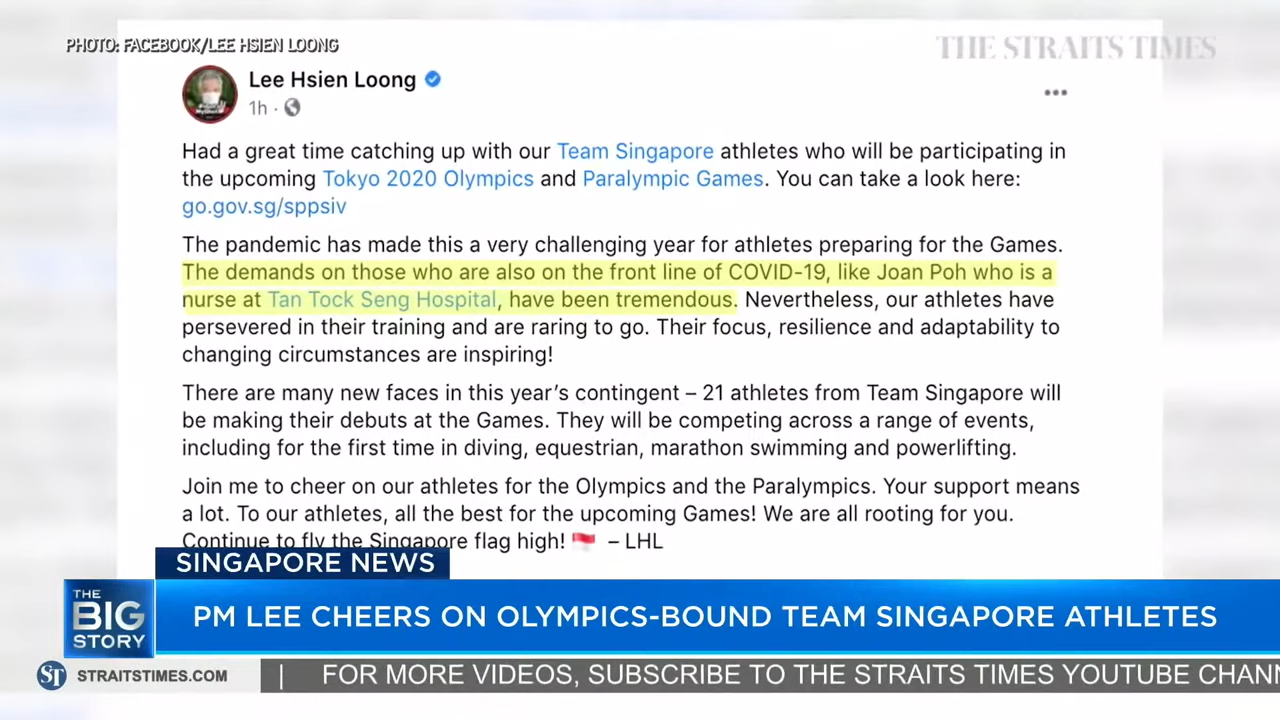 PHOTO: FACEBOOK/LEE HSIEN LOONG
THE STRAITS TIMES
Lee Hsien Loong
1h ·
Had a great time catching up with our Team Singapore athletes who will be participating in
the upcoming Tokyo 2020 Olympics and Paralympic Games. You can take a look here:
go.gov.sg/sppsiv
The pandemic has made this a very challenging year for athletes preparing for the Games.
The demands on those who are also on the front line of COVID-19, like Joan Poh who is a
nurse at Tan Tock Seng Hospital, have been tremendous. Nevertheless, our athletes have
persevered in their training and are raring to go. Their focus, resilience and adaptability to
changing circumstances are inspiring!
There are many new faces in this year’s contingent – 21 athletes from Team Singapore will
be making their debuts at the Games. They will be competing across a range of events,
including for the first time in diving, equestrian, marathon swimming and powerlifting.
Join me to cheer on our athletes for the Olympics and the Paralympics. Your support means
a lot. To our athletes, all the best for the upcoming Games! We are all rooting for you.
Continue to fly the Singapore flag high! 🇸🇬 – LHL
SINGAPORE NEWS
THE
BIG
STORY
PM LEE CHEERS ON OLYMPICS-BOUND TEAM SINGAPORE ATHLETES
ST
STRAITSTIMES.COM
| FOR MORE VIDEOS, SUBSCRIBE TO THE STRAITS TIMES YOUTUBE CHANN